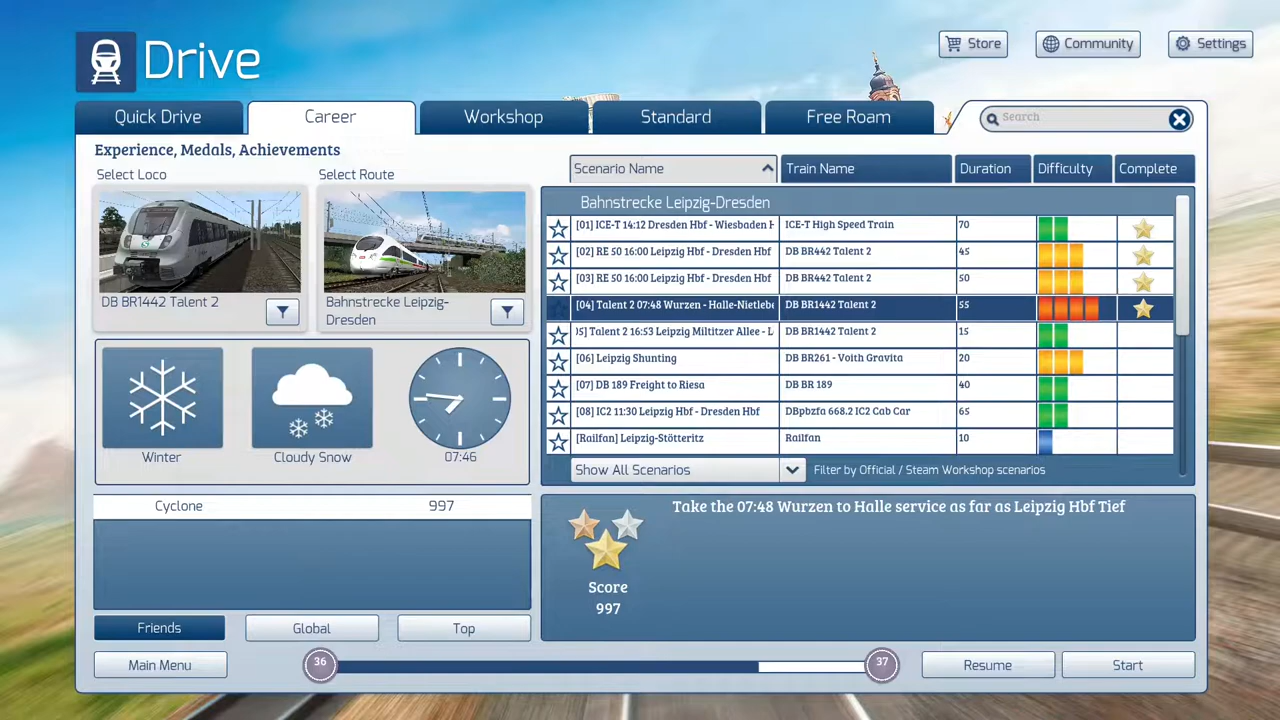 Drive
Store
Community
Settings
Quick Drive
Career
Workshop
Standard
Free Roam
Search
Experience, Medals, Achievements
Select Loco
Select Route
DB BR1442 Talent 2
Bahnstrecke Leipzig-
Dresden
Winter
Cloudy Snow
07:46
Scenario Name
Train Name
Duration
Difficulty
Complete
Bahnstrecke Leipzig-Dresden
[01] ICE-T 14:12 Dresden Hbf - Wiesbaden H
ICE-T High Speed Train
70
[02] RE 50 16:00 Leipzig Hbf - Dresden Hbf
DB BR442 Talent 2
45
[03] RE 50 16:00 Leipzig Hbf - Dresden Hbf
DB BR442 Talent 2
50
[04] Talent 2 07:48 Wurzen - Halle-Nietlebe
DB BR1442 Talent 2
55
5] Talent 2 16:53 Leipzig Miltitzer Allee - L
DB BR1442 Talent 2
15
[06] Leipzig Shunting
DB BR261 - Voith Gravita
20
[07] DB 189 Freight to Riesa
DB BR 189
40
[08] IC2 11:30 Leipzig Hbf - Dresden Hbf
DBpbzfa 668.2 IC2 Cab Car
65
[Railfan] Leipzig-Stötteritz
Railfan
10
Show All Scenarios
Filter by Official / Steam Workshop scenarios
Cyclone
997
Take the 07:48 Wurzen to Halle service as far as Leipzig Hbf Tief
Score
997
Friends
Global
Top
Main Menu
36
37
Resume
Start